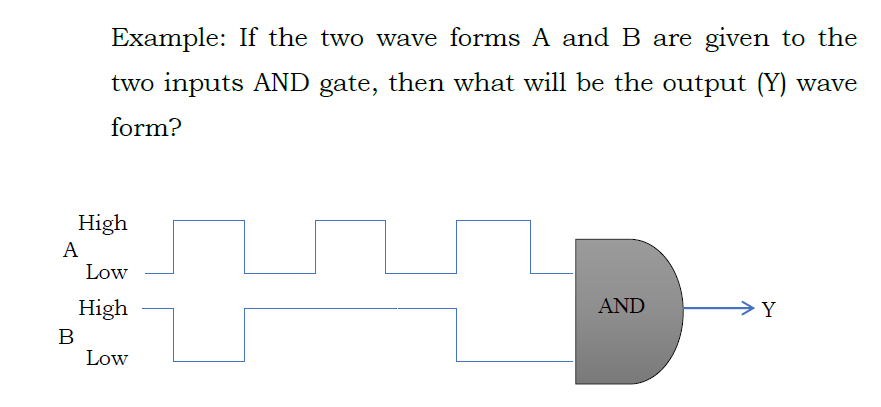 Example: If the two wave forms A and B are given to the
two inputs AND gate, then what will be the output (Y) wave
form?
High
A
Low
High
B
Low
AND
Y